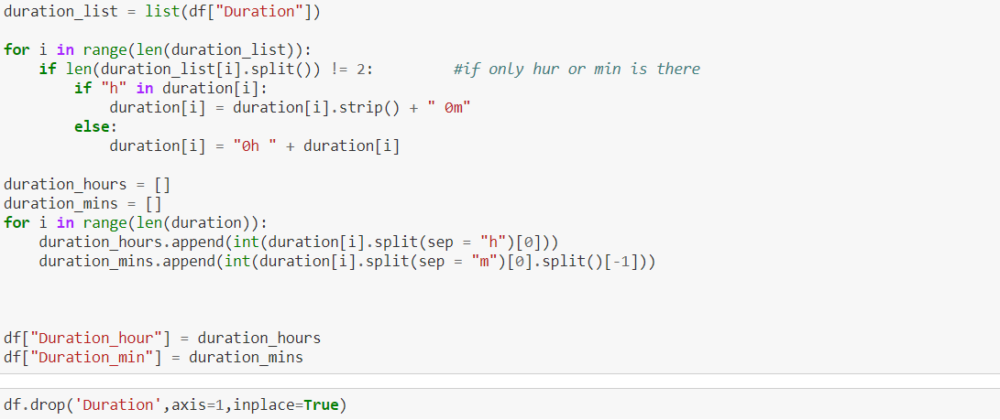 duration_list = list(df["Duration"])
for i in range(len(duration_list)):
    if len(duration_list[i].split()) != 2:          #if only hur or min is there
        if "h" in duration[i]:
            duration[i] = duration[i].strip() + " 0m"
        else:
            duration[i] = "0h " + duration[i]
duration_hours = []
duration_mins = []
for i in range(len(duration)):
    duration_hours.append(int(duration[i].split(sep = "h")[0]))
    duration_mins.append(int(duration[i].split(sep = "m")[0].split()[-1]))
df["Duration_hour"] = duration_hours
df["Duration_min"] = duration_mins
df.drop('Duration',axis=1,inplace=True)